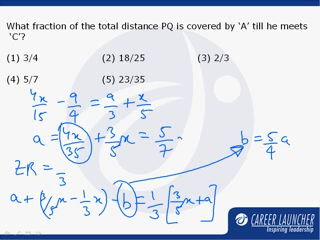 What fraction of the total distance PQ is covered by ‘A’ till he meets
‘C’?
(1) 3/4 (2) 18/25 (3) 2/3
(4) 5/7 (5) 23/35
4x/15 - 9/4 = a/3 + x/5
a = 4x/35 + 3/5 x = 5/7
b = 5/4 a
ZR = /3
a + (3/5 x - 1/3 x) - b = 1/3 [3/5 x + a]
CAREER LAUNCHER
Inspiring leadership